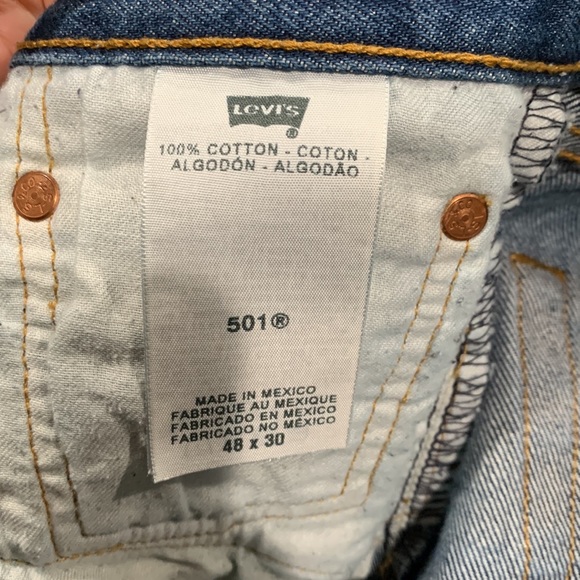 LEVI'S
®
100% COTTON - COTON -
ALGODÓN - ALGODÃO
501®
MADE IN MEXICO
FABRIQUE AU MEXIQUE
FABRICADO EN MEXICO
FABRICADO NO MÉXICO
48 x 30